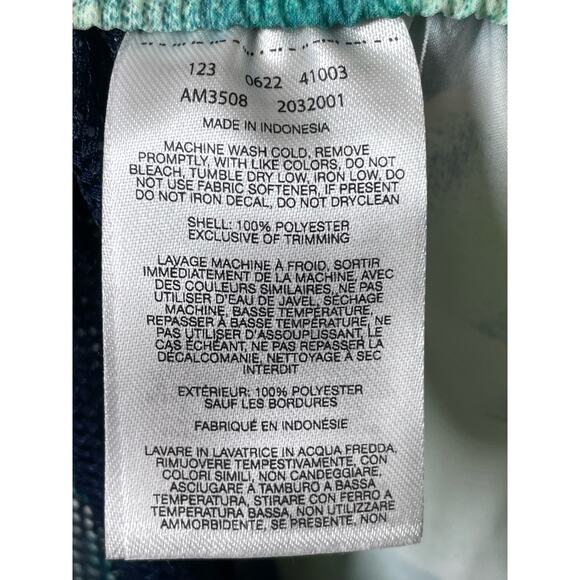 123 0622 41003
AM3508 2032001
MADE IN INDONESIA
MACHINE WASH COLD, REMOVE
PROMPTLY, WITH LIKE COLORS, DO NOT
BLEACH, TUMBLE DRY LOW, IRON LOW, DO
NOT USE FABRIC SOFTENER, IF PRESENT
DO NOT IRON DECAL, DO NOT DRYCLEAN
SHELL: 100% POLYESTER
EXCLUSIVE OF TRIMMING
LAVAGE MACHINE À FROID, SORTIR
IMMÉDIATEMENT DE LA MACHINE, AVEC
DES COULEURS SIMILAIRES, NE PAS
UTILISER D'EAU DE JAVEL, SÉCHAGE
MACHINE, BASSE TEMPÉRATURE,
REPASSER À BASSE TEMPÉRATURE, NE
PAS UTILISER D'ASSOUPLISSANT, LE
CAS ÉCHÉANT, NE PAS REPASSER LA
DÉCALCOMANIE, NETTOYAGE À SEC
INTERDIT
EXTÉRIEUR: 100% POLYESTER
SAUF LES BORDURES
FABRIQUÉ EN INDONÉSIE
LAVARE IN LAVATRICE IN ACQUA FREDDA,
RIMUOVERE TEMPESTIVAMENTE, CON
COLORI SIMILI, NON CANDEGGIARE,
ASCIUGARE A TAMBURO A BASSA
TEMPERATURA, STIRARE CON FERRO A
TEMPERATURA BASSA, NON UTILIZZARE
AMMORBIDENTE, SE PRESENTE, NON